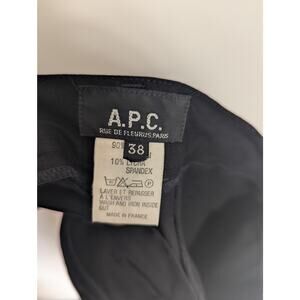 A.P.C.
RUE DE FLEURUS, PARIS
38
90%
10% LYCRA
SPANDEX
LAVER ET REPASSER
A L'ENVERS
WASH AND IRON INSIDE
OUT
MADE IN FRANCE